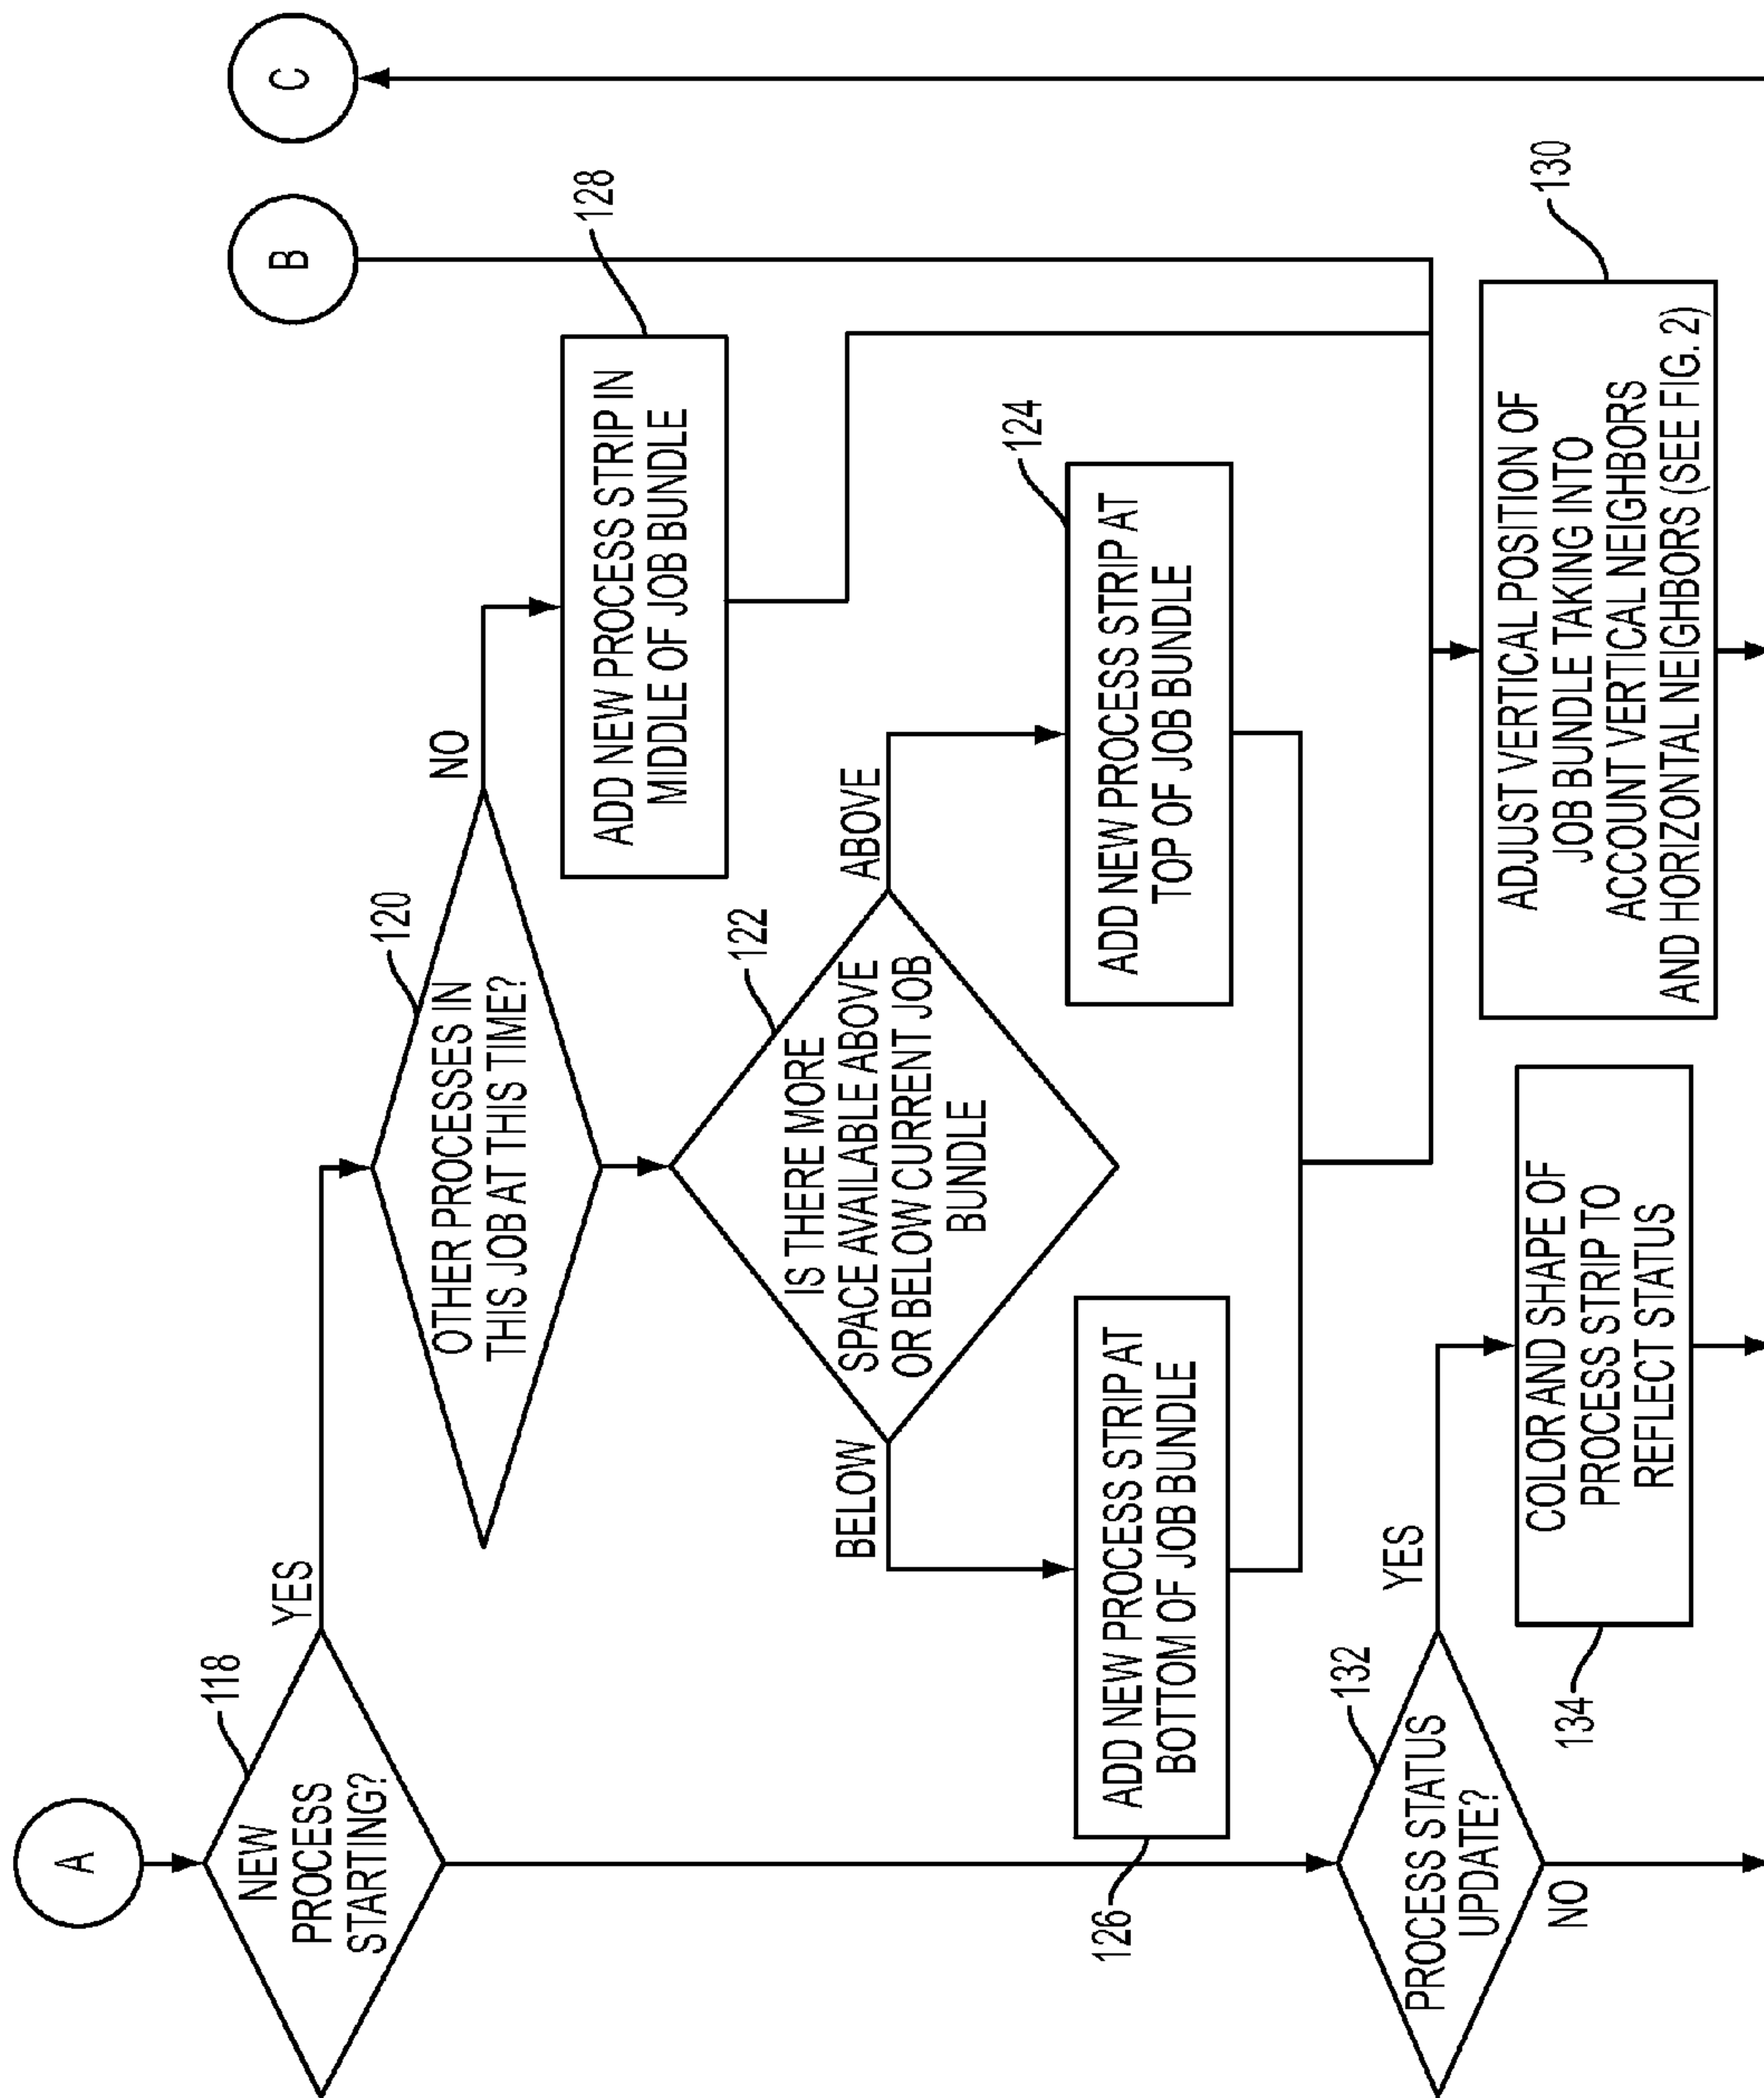 A
B
C
118
NEW
PROCESS
STARTING?
YES
120
OTHER PROCESSES IN
THIS JOB AT THIS TIME?
NO
128
ADD NEW PROCESS STRIP IN
MIDDLE OF JOB BUNDLE
122
IS THERE MORE
SPACE AVAILABLE ABOVE
OR BELOW CURRENT JOB
BUNDLE
BELOW
ABOVE
124
ADD NEW PROCESS STRIP AT
TOP OF JOB BUNDLE
ADD NEW PROCESS STRIP AT
BOTTOM OF JOB BUNDLE
126
130
ADJUST VERTICAL POSITION OF
JOB BUNDLE TAKING INTO
ACCOUNT VERTICAL NEIGHBORS
AND HORIZONTAL NEIGHBORS (SEE FIG. 2)
132
PROCESS STATUS
UPDATE?
YES
NO
COLOR AND SHAPE OF
PROCESS STRIP TO
REFLECT STATUS
134